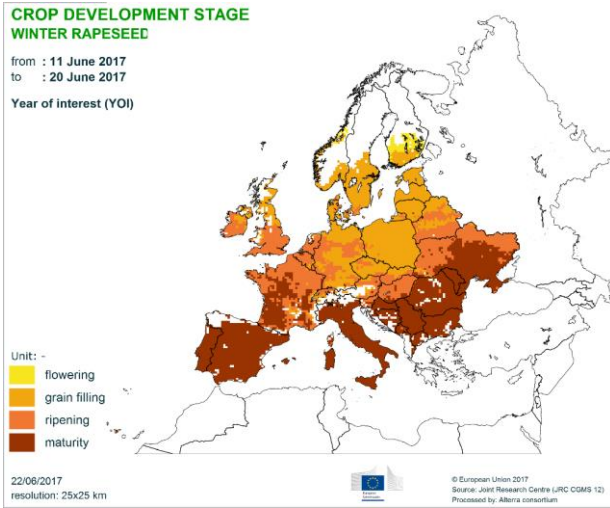 CROP DEVELOPMENT STAGE
WINTER RAPESEED
from : 11 June 2017
to : 20 June 2017
Year of interest (YOI)
Unit: -
flowering
grain filling
ripening
maturity
22/06/2017
resolution: 25x25 km
European
Commission
© European Union 2017
Source: Joint Research Centre (JRC CGMS 12)
Processed by: Alterra consortium